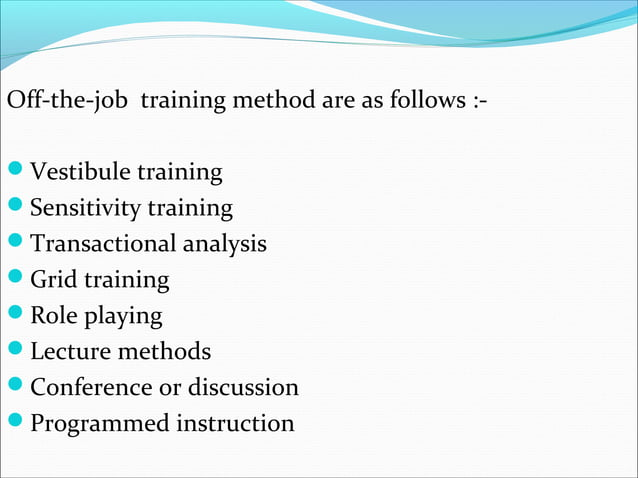 Off-the-job training method are as follows :-
Vestibule training
Sensitivity training
Transactional analysis
Grid training
Role playing
Lecture methods
Conference or discussion
Programmed instruction